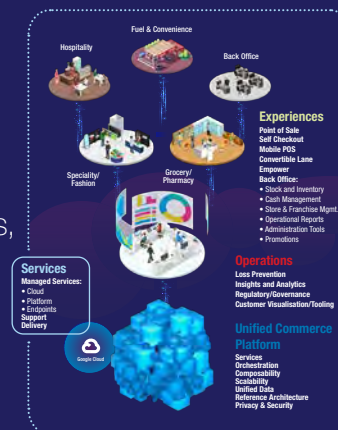 Fuel & Convenience
Hospitality
Back Office
Speciality/
Fashion
Grocery/
Pharmacy
Experiences
Point of Sale
Self Checkout
Mobile POS
Convertible Lane
Empower
Back Office:
• Stock and Inventory
• Cash Management
• Store & Franchise Mgmt.
• Operational Reports
• Administration Tools
• Promotions
s,
Services
Managed Services:
• Cloud
• Platform
• Endpoints
Support
Delivery
Google Cloud
Operations
Loss Prevention
Insights and Analytics
Regulatory/Governance
Customer Visualisation/Tooling
Unified Commerce
Platform
Services
Orchestration
Composability
Scalability
Unified Data
Reference Architecture
Privacy & Security